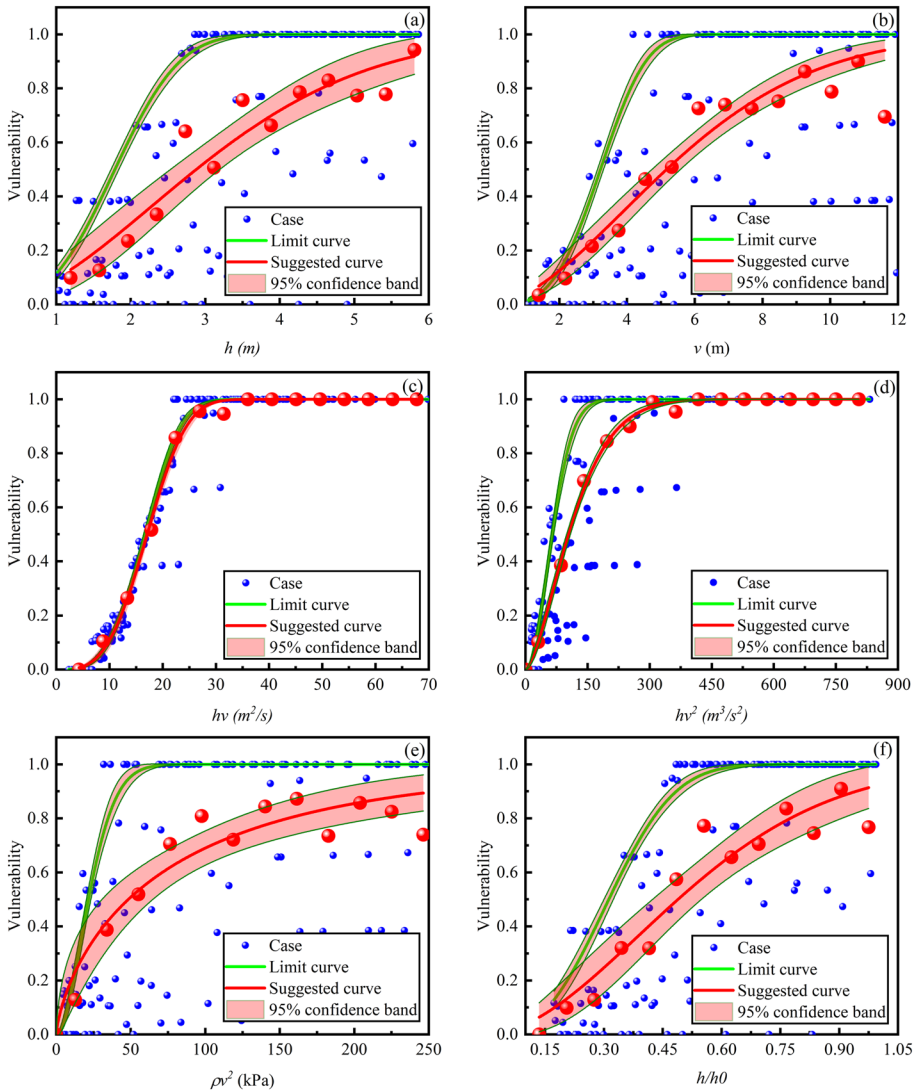 (a)
Vulnerability
1.0
0.8
0.6
0.4
0.2
0.0
Case
Limit curve
Suggested curve
95% confidence band
1 2 3 4 5 6
h (m)
(b)
Vulnerability
1.0
0.8
0.6
0.4
0.2
0.0
Case
Limit curve
Suggested curve
95% confidence band
2 4 6 8 10 12
v (m)
(c)
Vulnerability
1.0
0.8
0.6
0.4
0.2
0.0
Case
Limit curve
Suggested curve
95% confidence band
0 10 20 30 40 50 60 70
hv (m²/s)
(d)
Vulnerability
1.0
0.8
0.6
0.4
0.2
0.0
Case
Limit curve
Suggested curve
95% confidence band
0 150 300 450 600 750 900
hv² (m³/s²)
(e)
Vulnerability
1.0
0.8
0.6
0.4
0.2
0.0
Case
Limit curve
Suggested curve
95% confidence band
0 50 100 150 200 250
ρv² (kPa)
(f)
Vulnerability
1.0
0.8
0.6
0.4
0.2
0.0
Case
Limit curve
Suggested curve
95% confidence band
0.15 0.30 0.45 0.60 0.75 0.90 1.05
h/h0